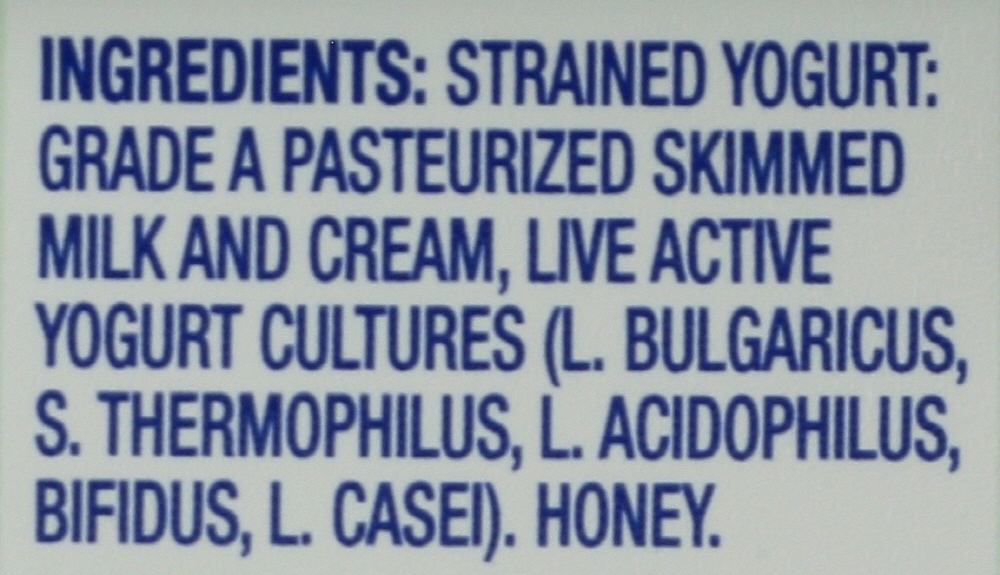 INGREDIENTS: STRAINED YOGURT:
GRADE A PASTEURIZED SKIMMED
MILK AND CREAM, LIVE ACTIVE
YOGURT CULTURES (L. BULGARICUS,
S. THERMOPHILUS, L. ACIDOPHILUS,
BIFIDUS, L. CASEI). HONEY.